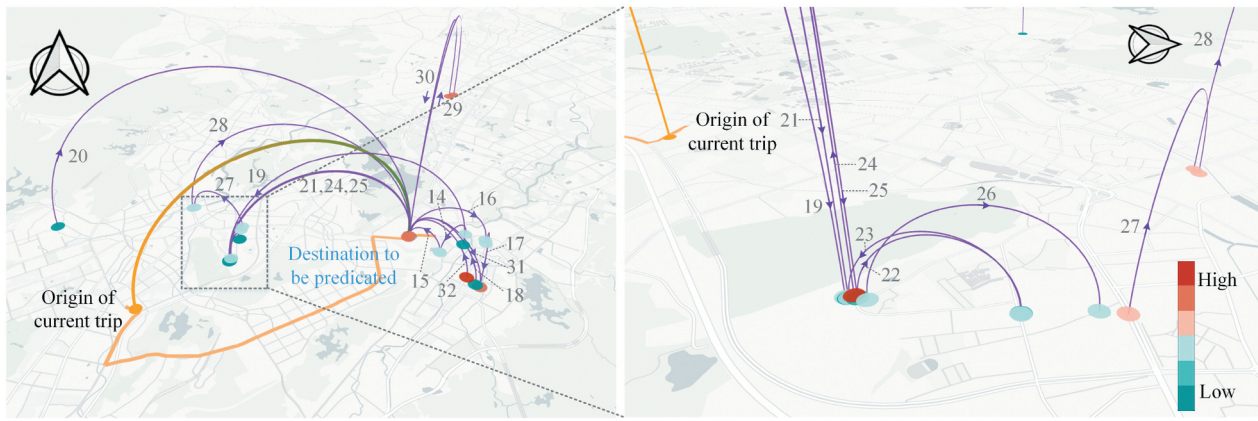 30
29
28
20
19
27
21,24,25
14
16
17
15
31
32
18
Destination to
be predicated
Origin of
current trip
28
21
Origin of
current trip
24
25
26
19
23
22
27
High
Low